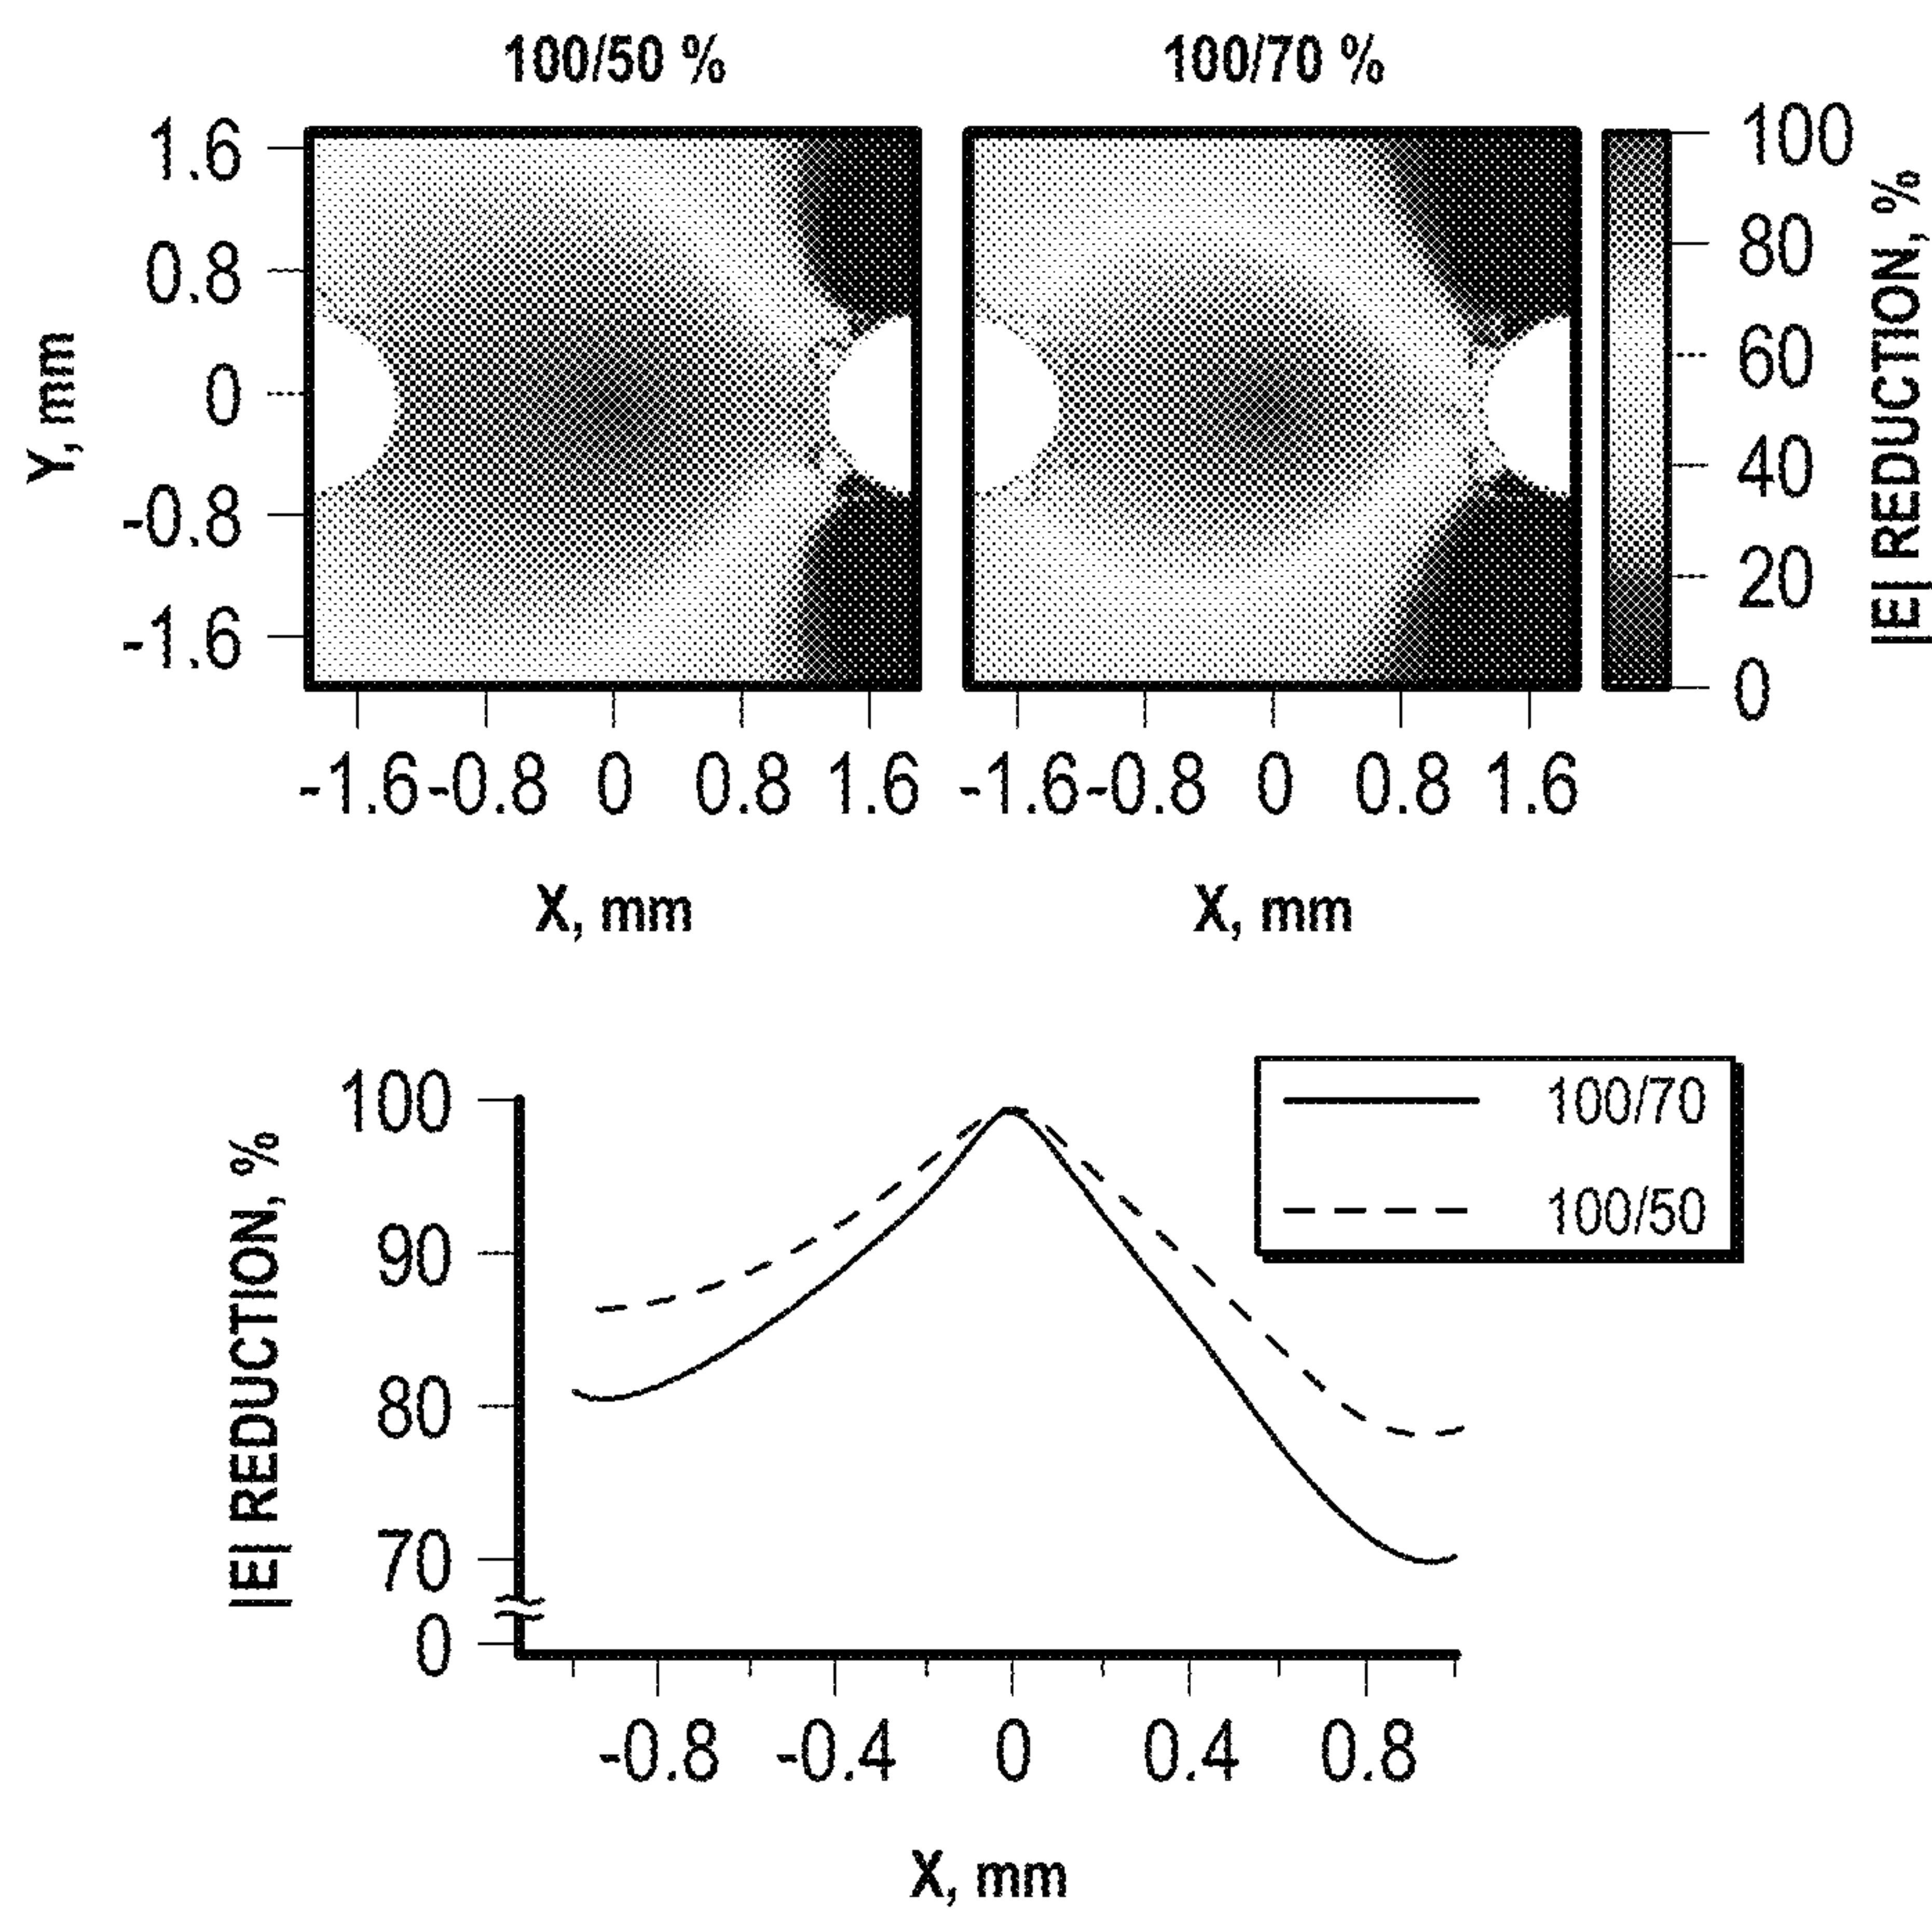 100/50 %
100/70 %
1.6
0.8
0
-0.8
-1.6
Y, mm
-1.6 -0.8 0 0.8 1.6
-1.6 -0.8 0 0.8 1.6
X, mm
X, mm
100
80
60
40
20
0
|E| REDUCTION, %
100
90
80
70
0
|E| REDUCTION, %
100/70
100/50
-0.8 -0.4 0 0.4 0.8
X, mm